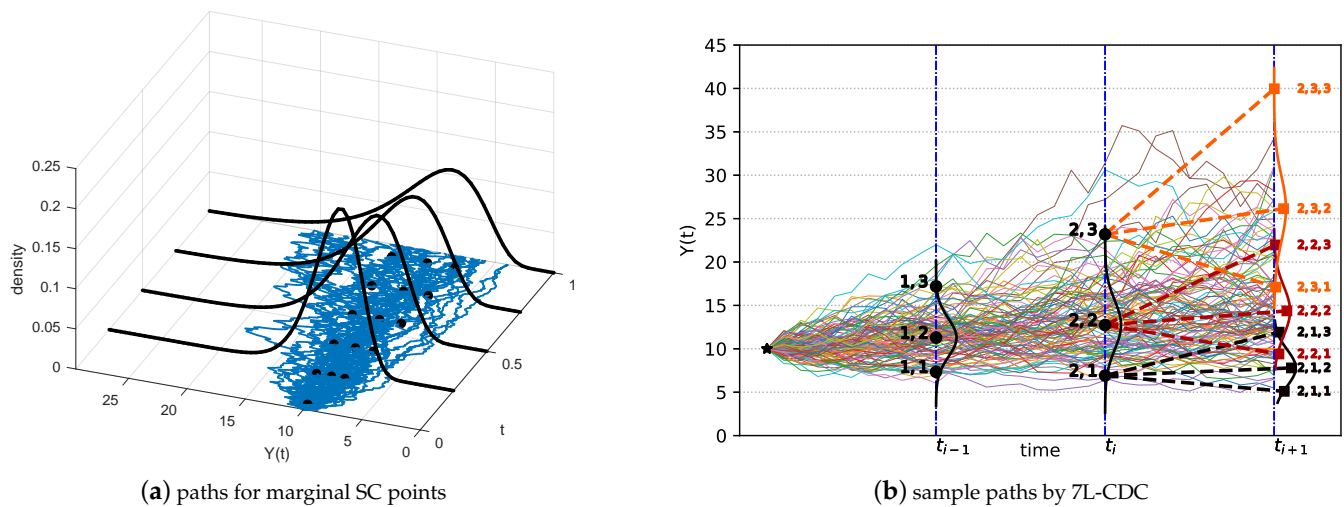 0.25
0.2
0.15
0.1
0.05
0
density
25
20
15
10
5
0
Y(t)
0
0.5
1
t
(a) paths for marginal SC points
45
40
35
30
25
20
15
10
5
0
Y(t)
1, 3
1, 2
1, 1
2, 3
2, 2
2, 1
2, 3, 3
2, 3, 2
2, 2, 3
2, 3, 1
2, 2, 2
2, 1, 3
2, 2, 1
2, 1, 2
2, 1, 1
t_{i−1}
time
t_i
t_{i+1}
(b) sample paths by 7L-CDC